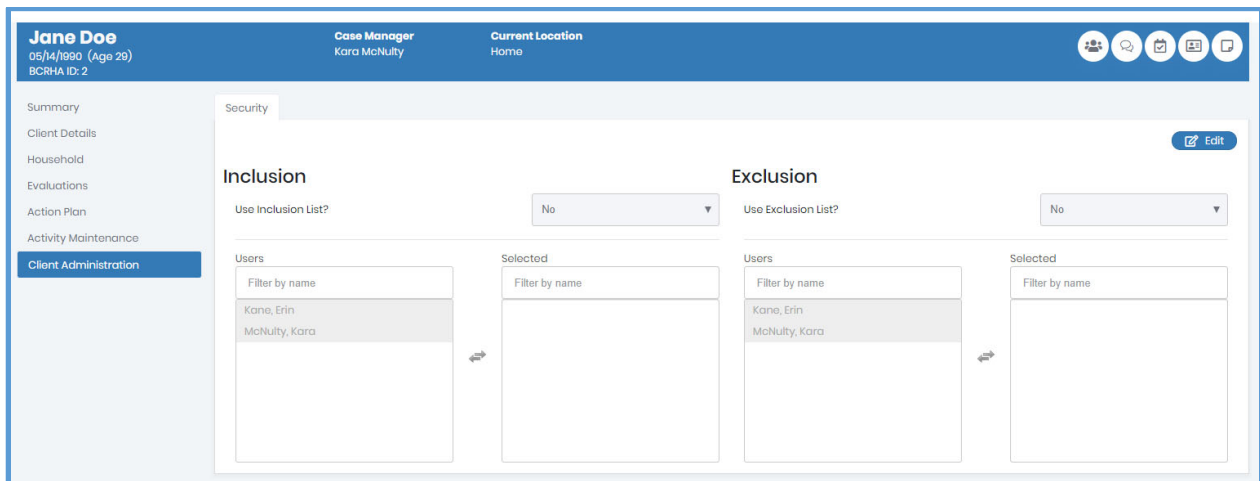 Jane Doe
05/14/1990 (Age 29)
BCRHA ID: 2
Case Manager
Kara McNulty
Current Location
Home
Summary
Client Details
Household
Evaluations
Action Plan
Activity Maintenance
Client Administration
Security
Edit
Inclusion
Use Inclusion List?
No
Users
Filter by name
Kane, Erin
McNulty, Kara
Selected
Filter by name
Exclusion
Use Exclusion List?
No
Users
Filter by name
Kane, Erin
McNulty, Kara
Selected
Filter by name